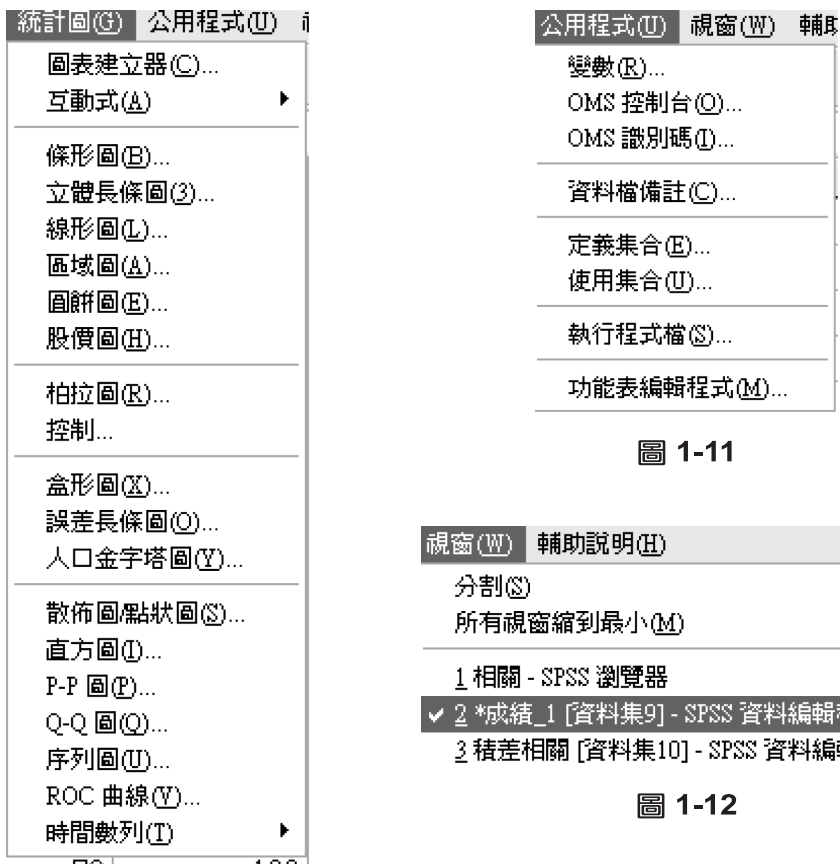 統計圖(G) 公用程式(U)
圖表建立器(C)...
互動式(A)
條形圖(B)...
立體長條圖(3)...
線形圖(L)...
區域圖(A)...
圓餅圖(E)...
股價圖(H)...
柏拉圖(R)...
控制...
盒形圖(X)...
誤差長條圖(O)...
人口金字塔圖(Y)...
散佈圖/點狀圖(S)...
直方圖(I)...
P-P 圖(P)...
Q-Q 圖(Q)...
序列圖(U)...
ROC 曲線(V)...
時間數列(T)
公用程式(U) 視窗(W) 輔助
變數(R)...
OMS 控制台(O)...
OMS 識別碼(I)...
資料檔備註(C)...
定義集合(E)...
使用集合(U)...
執行程式檔(S)...
功能表編輯程式(M)...
圖 1-11
視窗(W) 輔助說明(H)
分割(S)
所有視窗縮到最小(M)
1 相關 - SPSS 瀏覽器
✓ 2 *成績_1 [資料集9] - SPSS 資料編輯
3 積差相關 [資料集10] - SPSS 資料編
圖 1-12